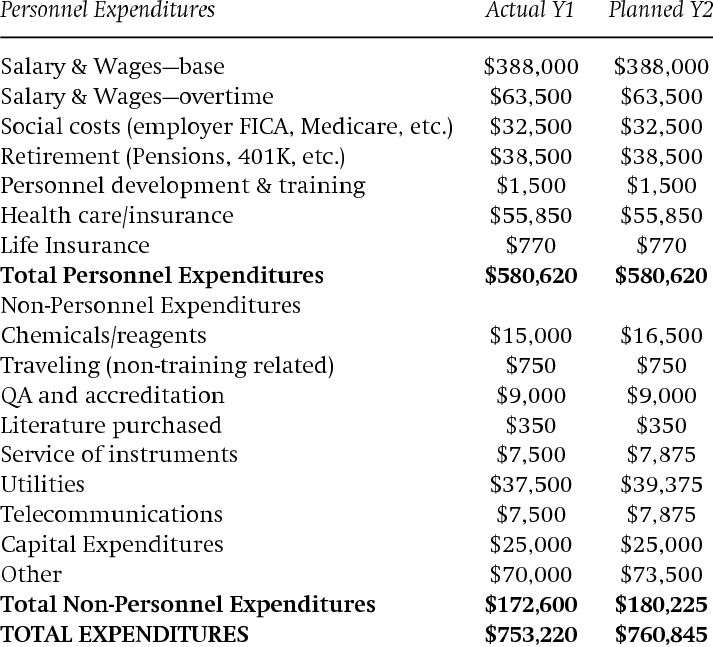 Personnel Expenditures Actual Y1 Planned Y2
Salary & Wages—base $388,000 $388,000
Salary & Wages—overtime $63,500 $63,500
Social costs (employer FICA, Medicare, etc.) $32,500 $32,500
Retirement (Pensions, 401K, etc.) $38,500 $38,500
Personnel development & training $1,500 $1,500
Health care/insurance $55,850 $55,850
Life Insurance $770 $770
Total Personnel Expenditures $580,620 $580,620
Non-Personnel Expenditures
Chemicals/reagents $15,000 $16,500
Traveling (non-training related) $750 $750
QA and accreditation $9,000 $9,000
Literature purchased $350 $350
Service of instruments $7,500 $7,875
Utilities $37,500 $39,375
Telecommunications $7,500 $7,875
Capital Expenditures $25,000 $25,000
Other $70,000 $73,500
Total Non-Personnel Expenditures $172,600 $180,225
TOTAL EXPENDITURES $753,220 $760,845